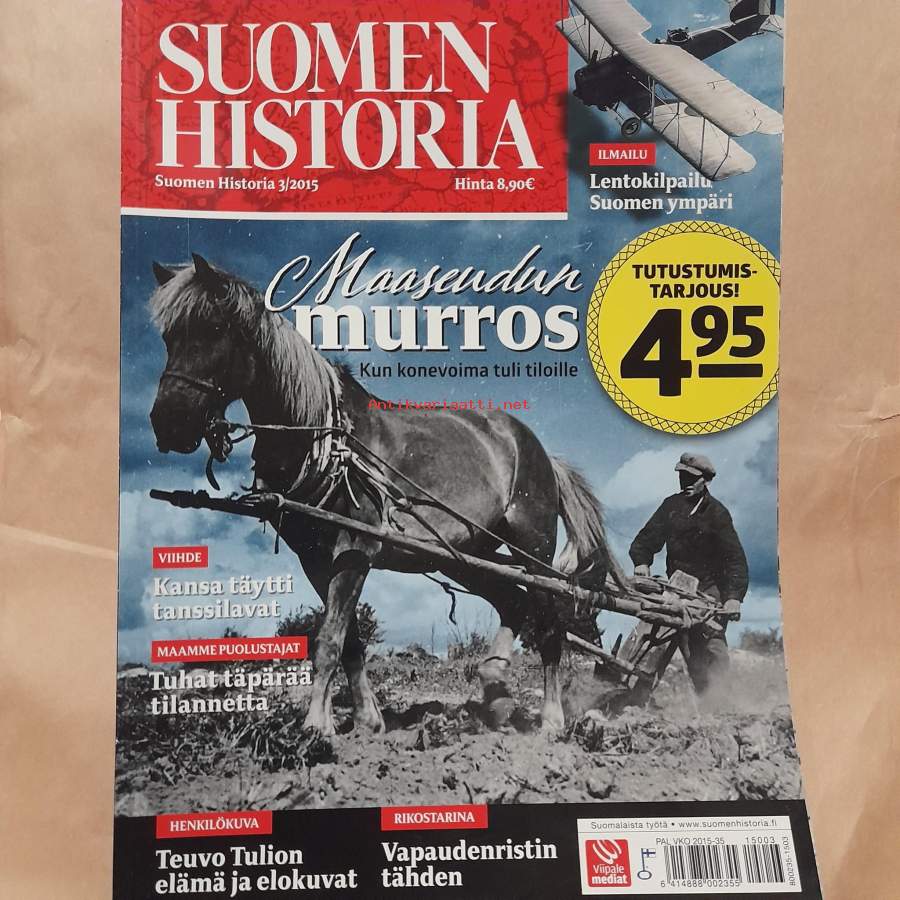 SUOMEN
HISTORIA
Suomen Historia 3/2015
Hinta 8,90€
ILMAILU
Lentokilpailu
Suomen ympäri
Maaseudun
murros
Kun konevoima tuli tiloille
TUTUSTUMIS-
TARJOUS!
4 95
Antikvariaatti.net
VIIHDE
Kansa täytti
tanssilavat
MAAMME PUOLUSTAJAT
Tuhat täpärää
tilannetta
HENKILÖKUVA
Teuvo Tulion
elämä ja elokuvat
RIKOSTARINA
Vapaudenristin
tähden
Suomalaista työtä • www.suomenhistoria.fi
Viipale
mediat
PAL VKO 2015-35
15003
6 414888 002355
800235-1503